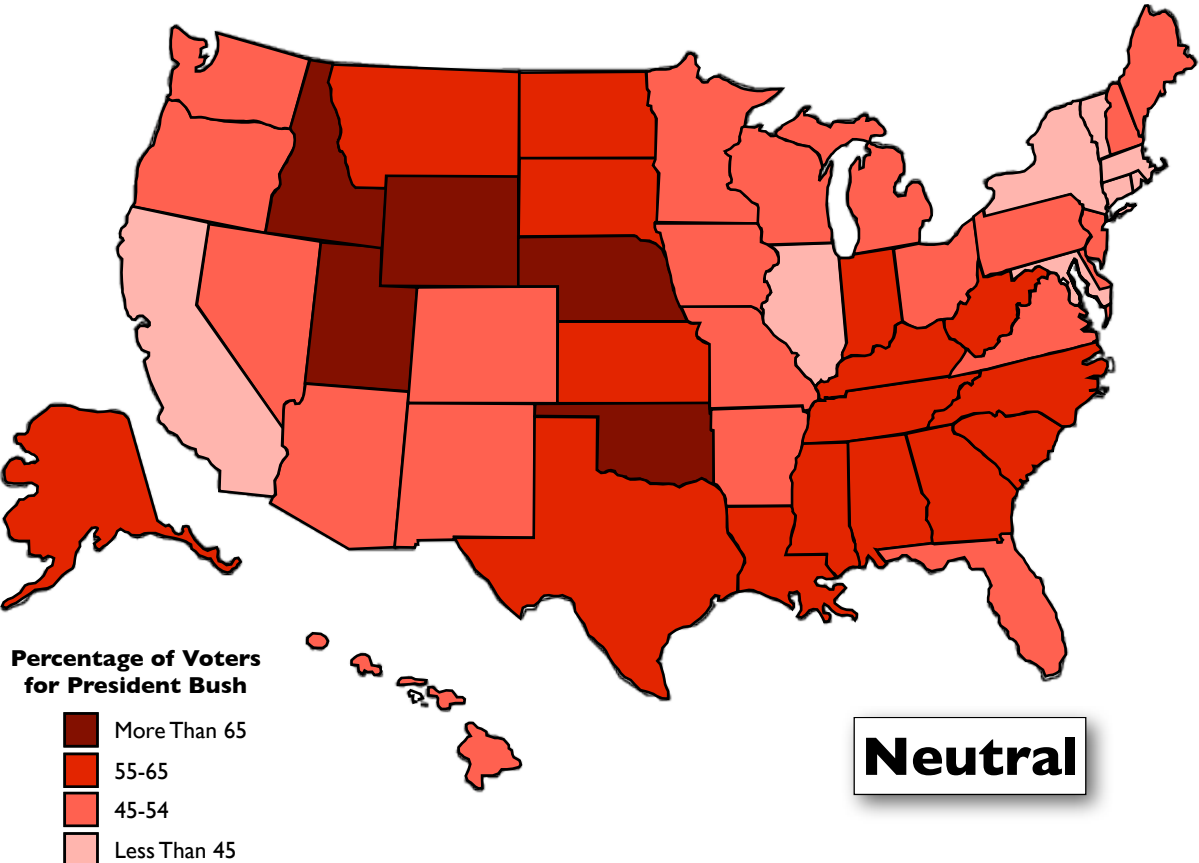 Percentage of Voters
for President Bush
More Than 65
55-65
45-54
Less Than 45
Neutral